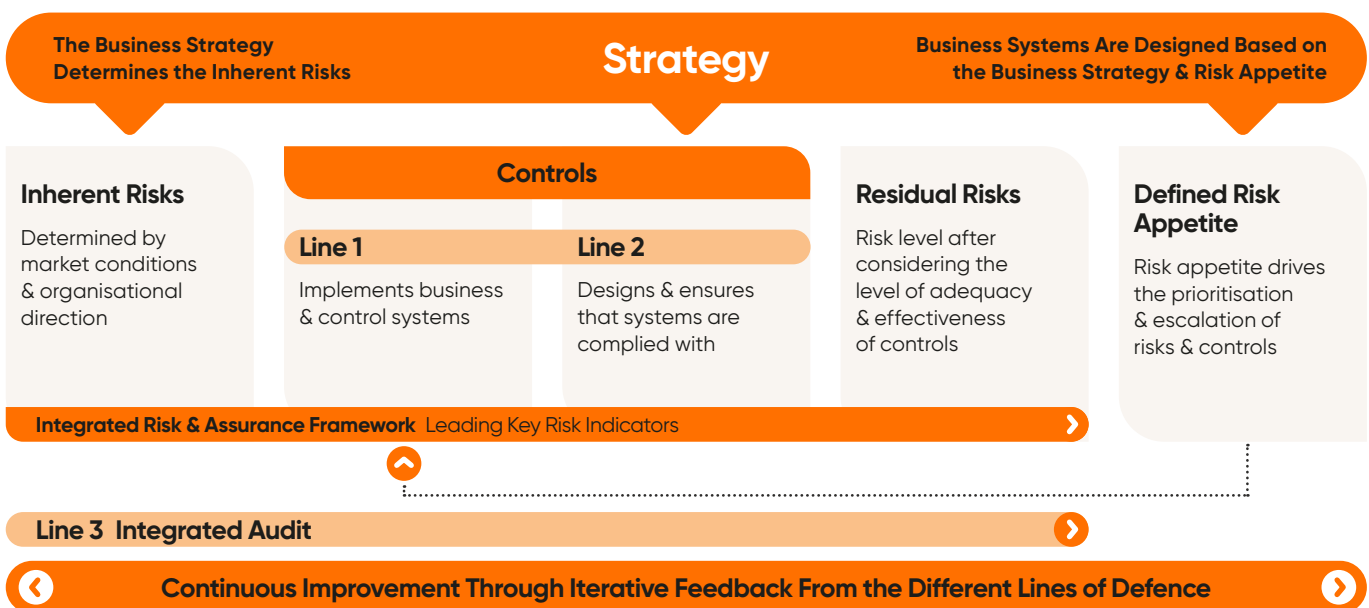 The Business Strategy
Determines the Inherent Risks
Strategy
Business Systems Are Designed Based on
the Business Strategy & Risk Appetite
Inherent Risks
Determined by
market conditions
& organisational
direction
Controls
Line 1
Implements business
& control systems
Line 2
Designs & ensures
that systems are
complied with
Residual Risks
Risk level after
considering the
level of adequacy
& effectiveness
of controls
Defined Risk
Appetite
Risk appetite drives
the prioritisation
& escalation of
risks & controls
Integrated Risk & Assurance Framework Leading Key Risk Indicators
Line 3 Integrated Audit
Continuous Improvement Through Iterative Feedback From the Different Lines of Defence